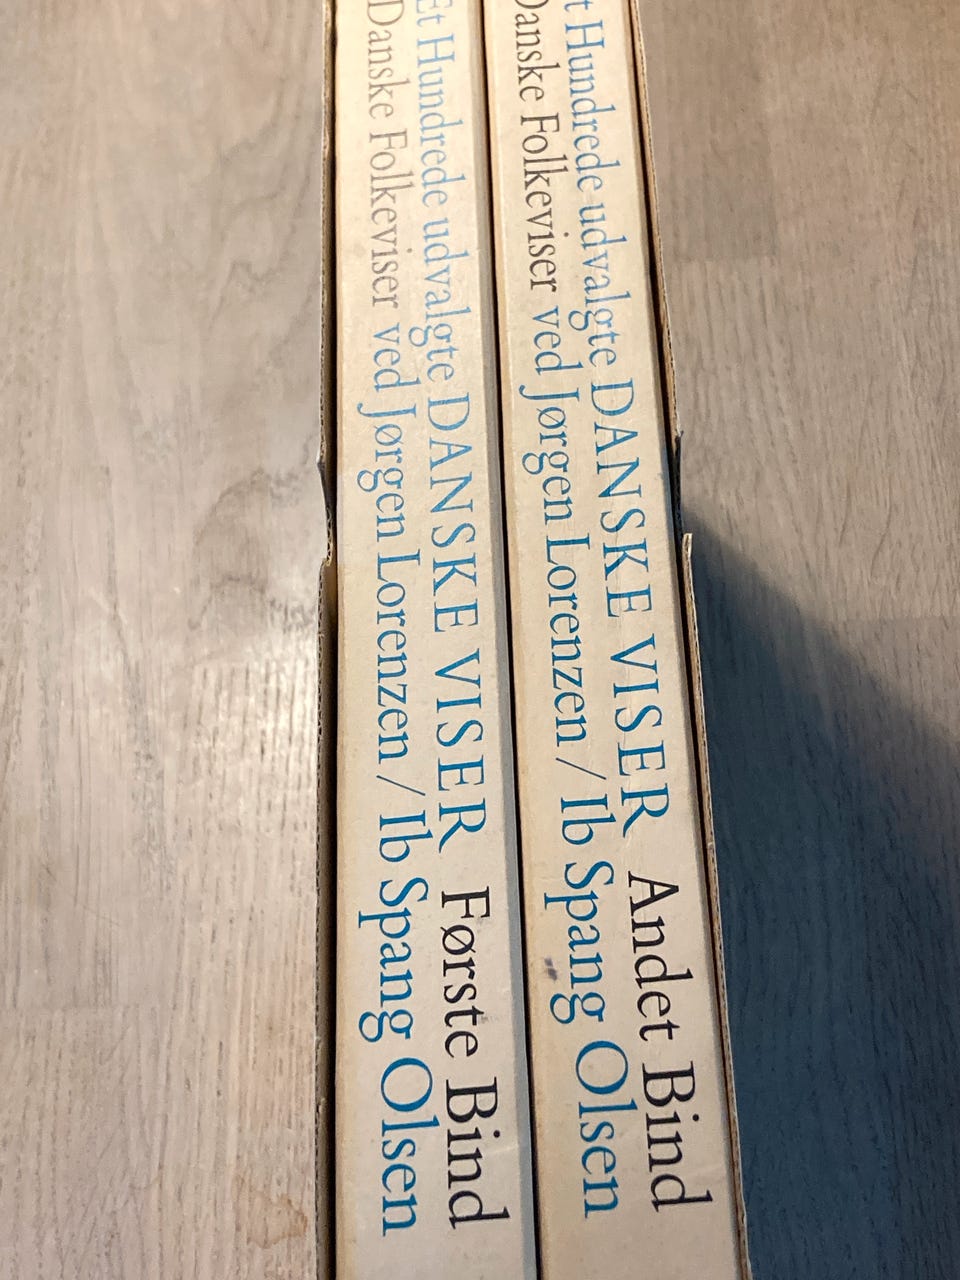 Et Hundrede udvalgte DANSKE VISER Første Bind
Danske Folkeviser ved Jørgen Lorenzen / Ib Spang Olsen
t Hundrede udvalgte DANSKE VISER Andet Bind
Danske Folkeviser ved Jørgen Lorenzen / Ib Spang Olsen